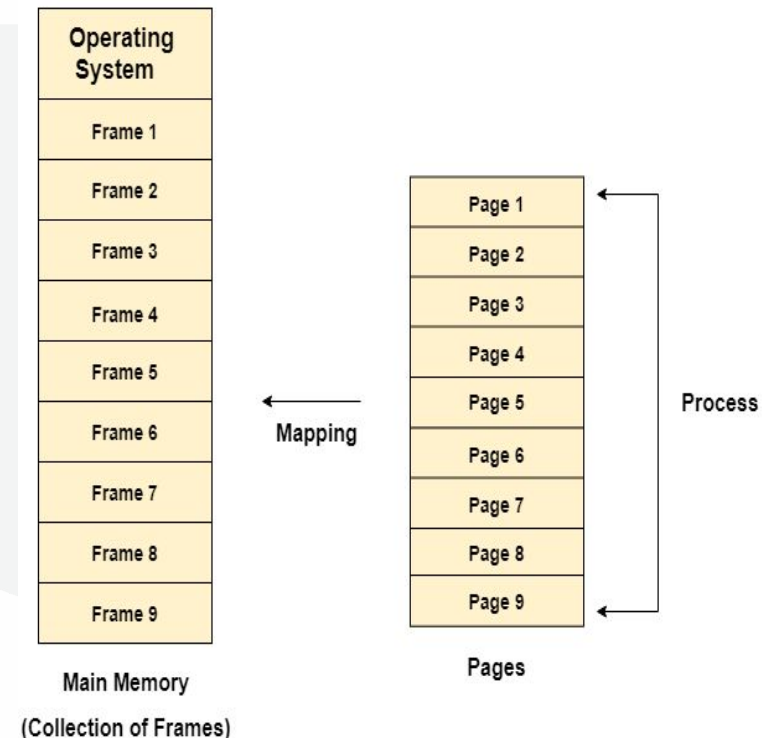 Operating
System
Frame 1
Frame 2
Frame 3
Frame 4
Frame 5
Frame 6
Frame 7
Frame 8
Frame 9
Main Memory
(Collection of Frames)
Mapping
Page 1
Page 2
Page 3
Page 4
Page 5
Page 6
Page 7
Page 8
Page 9
Pages
Process